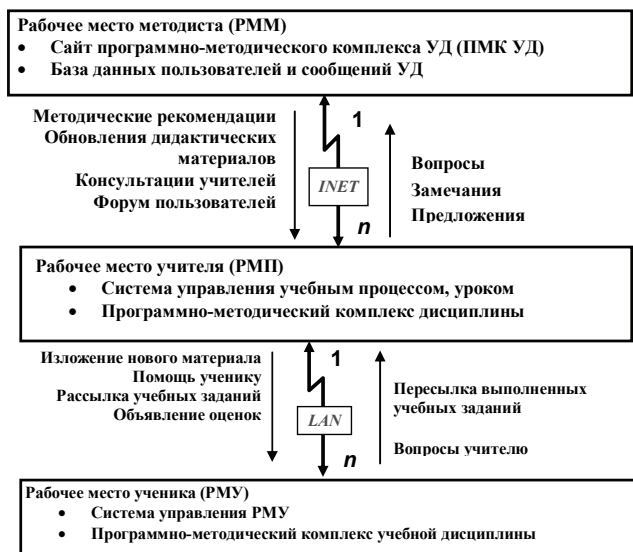 Рабочее место методиста (РММ)
• Сайт программно-методического комплекса УД (ПМК УД)
• База данных пользователей и сообщений УД
Методические рекомендации
Обновления дидактических
материалов
Консультации учителей
Форум пользователей
1
INET
n
Вопросы
Замечания
Предложения
Рабочее место учителя (РМП)
• Система управления учебным процессом, уроком
• Программно-методический комплекс дисциплины
Изложение нового материала
Помощь ученику
Рассылка учебных заданий
Объявление оценок
1
LAN
n
Пересылка выполненных
учебных заданий
Вопросы учителю
Рабочее место ученика (РМУ)
• Система управления РМУ
• Программно-методический комплекс учебной дисциплины